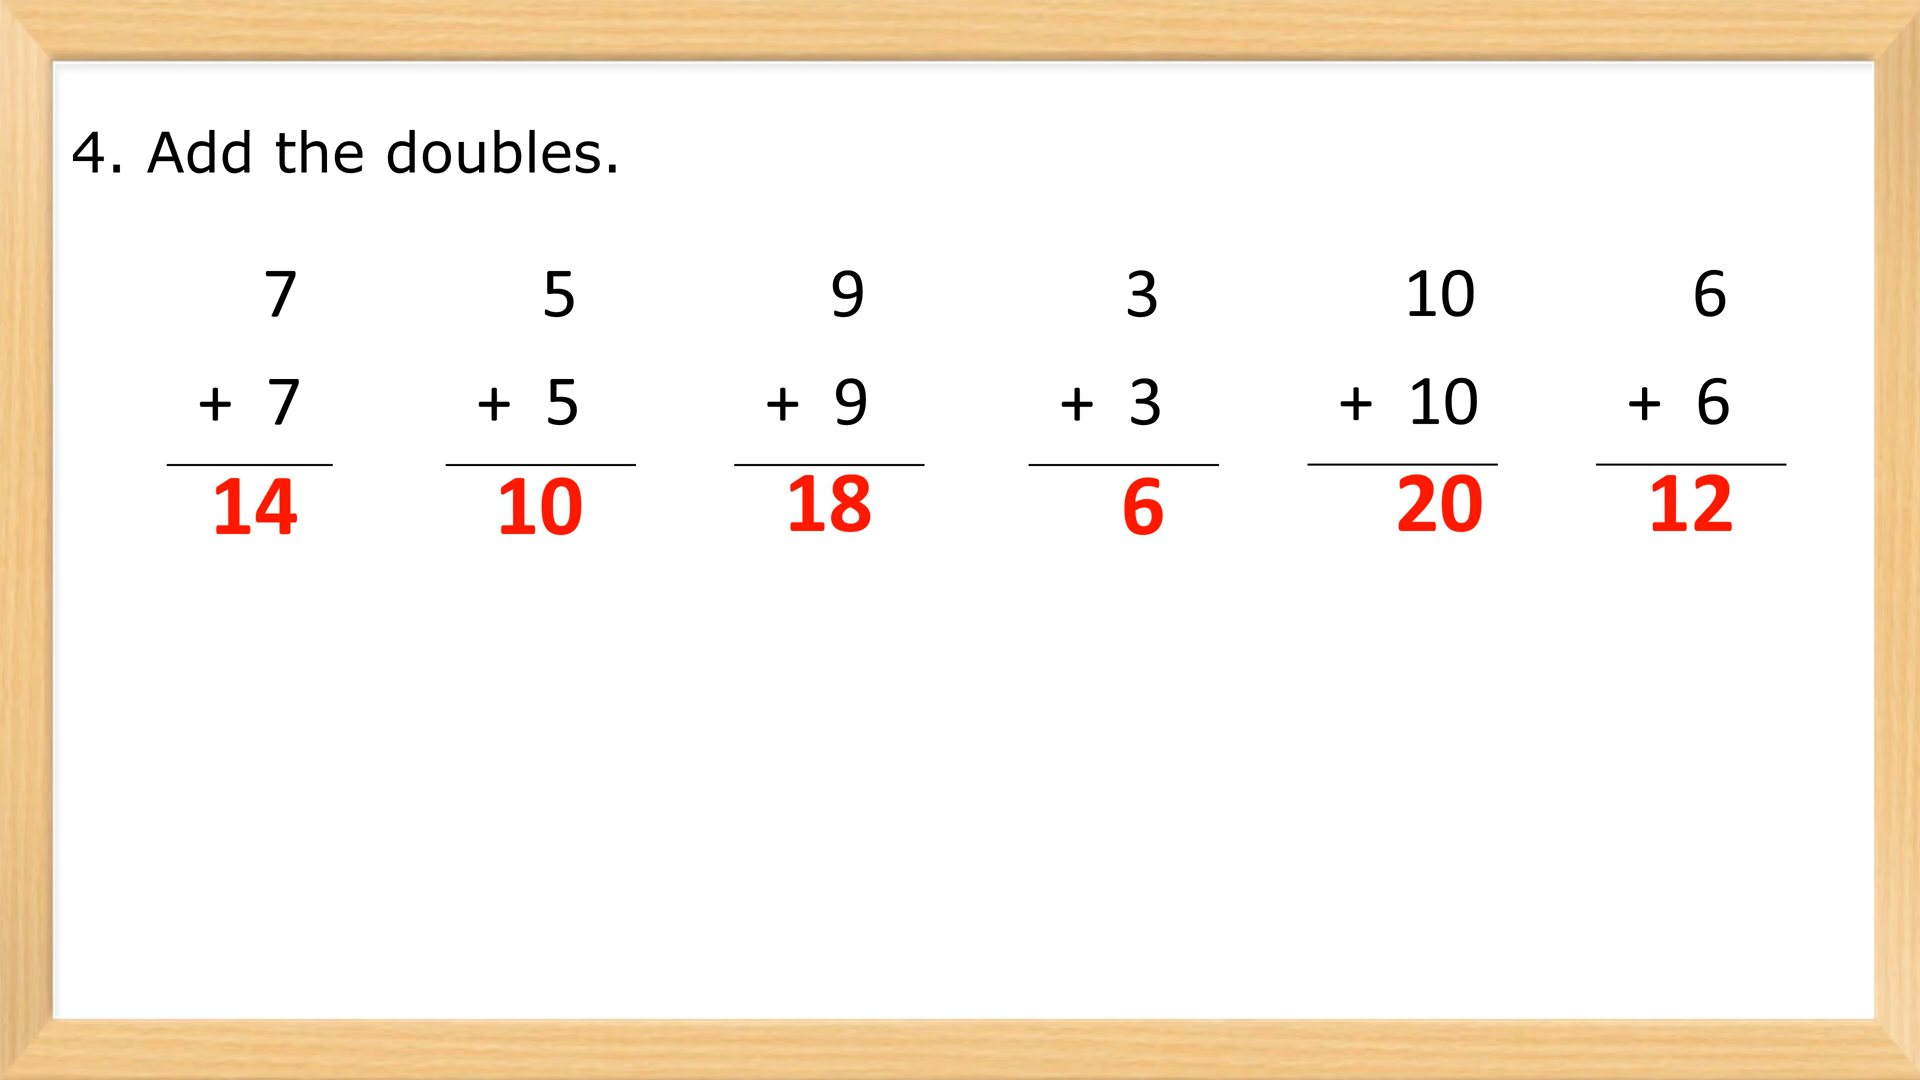 4. Add the doubles.
7 5 9 3 10 6
+ 7 + 5 + 9 + 3 + 10 + 6
14 10 18 6 20 12